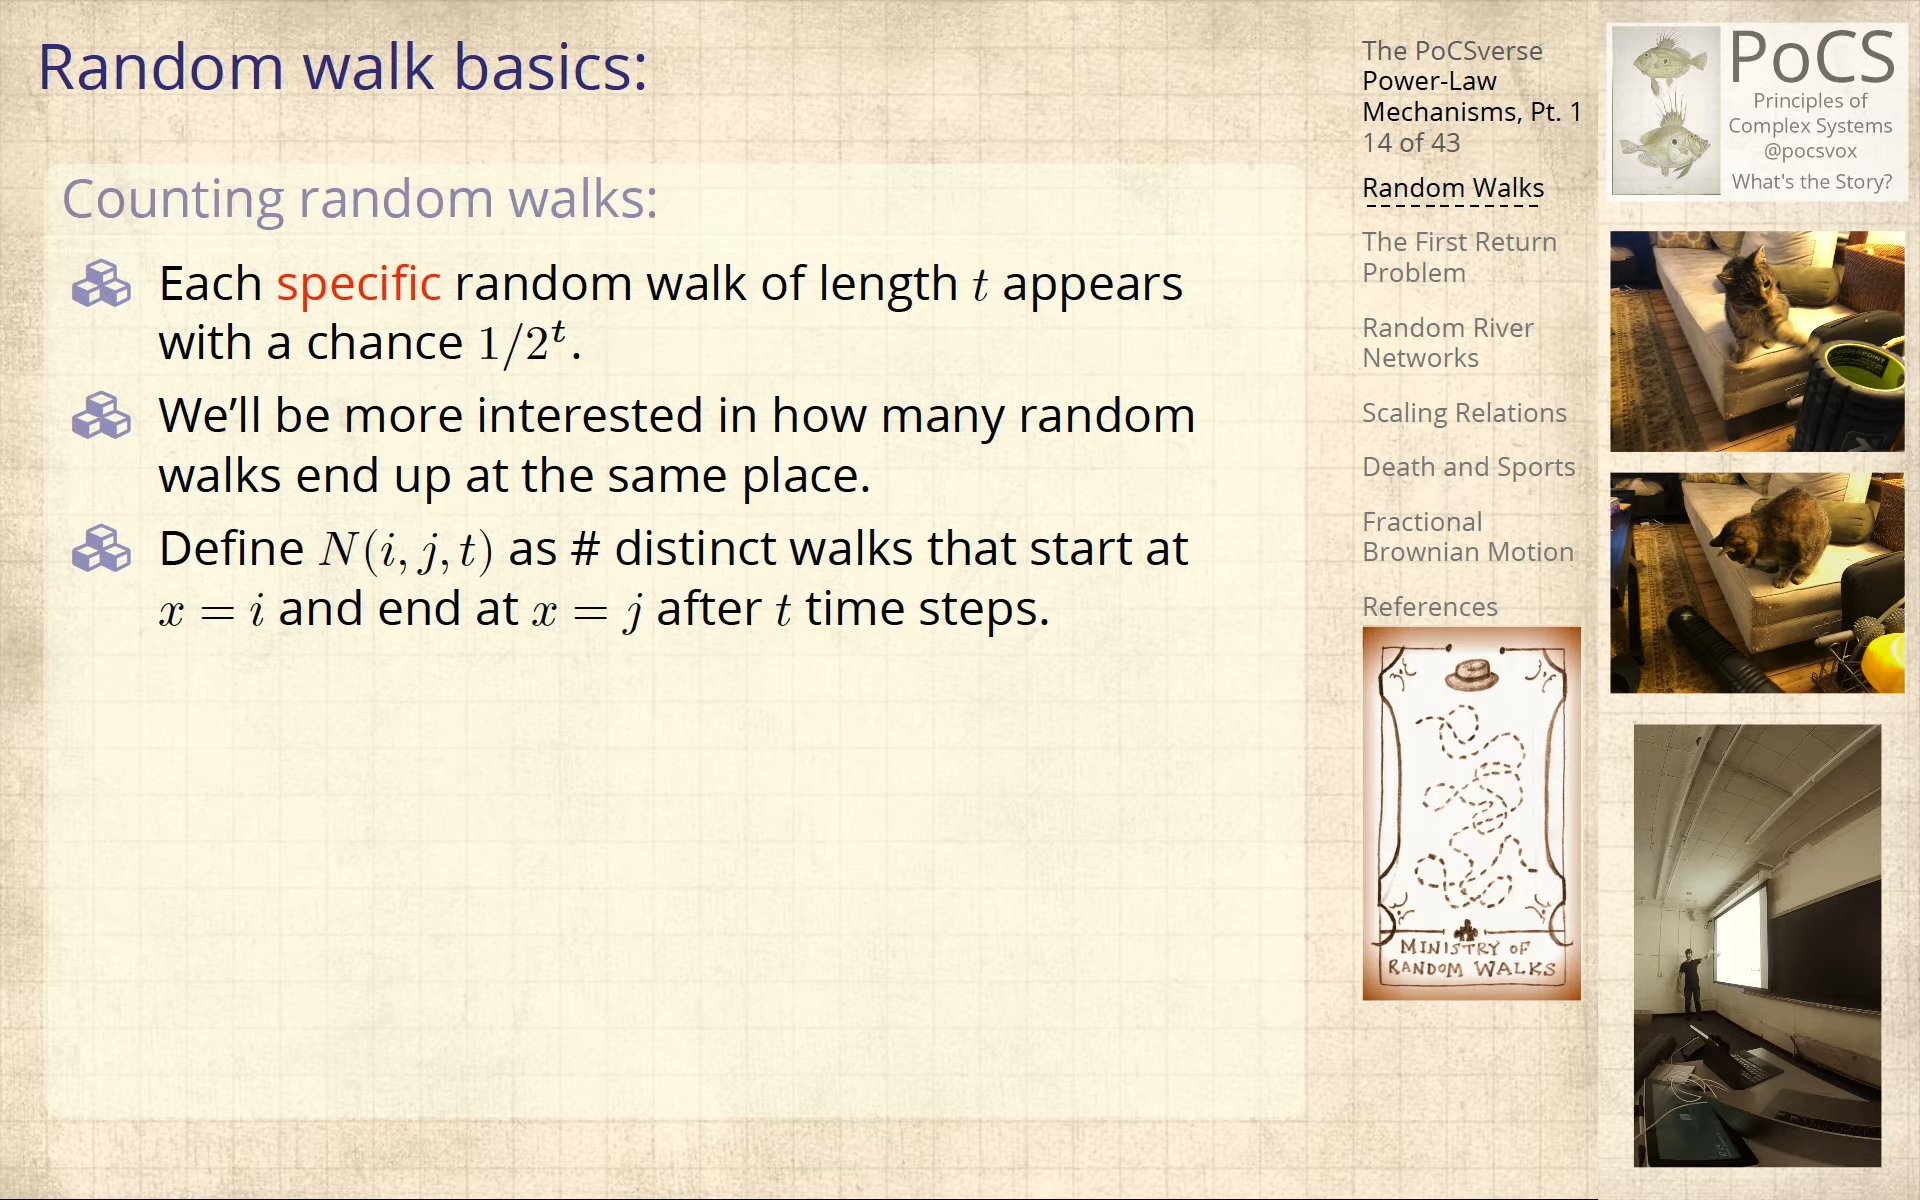 Random walk basics:
Counting random walks:
Each specific random walk of length t appears
with a chance 1/2^t.
We’ll be more interested in how many random
walks end up at the same place.
Define N(i, j, t) as # distinct walks that start at
x = i and end at x = j after t time steps.
The PoCSverse
Power-Law
Mechanisms, Pt. 1
14 of 43
Random Walks
The First Return
Problem
Random River
Networks
Scaling Relations
Death and Sports
Fractional
Brownian Motion
References
MINISTRY OF
RANDOM WALKS
PoCS
Principles of
Complex Systems
@pocsvox
What's the Story?